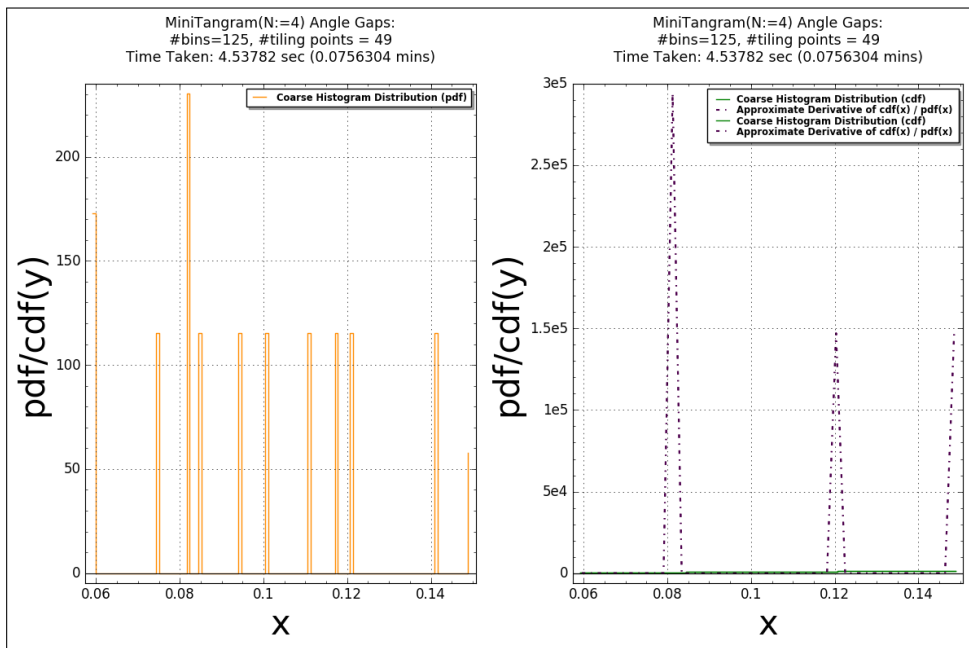 MiniTangram(N:=4) Angle Gaps:
#bins=125, #tiling points = 49
Time Taken: 4.53782 sec (0.0756304 mins)
Coarse Histogram Distribution (pdf)
200
150
100
50
0
0.06
0.08
0.1
0.12
0.14
pdf/cdf(y)
x
MiniTangram(N:=4) Angle Gaps:
#bins=125, #tiling points = 49
Time Taken: 4.53782 sec (0.0756304 mins)
Coarse Histogram Distribution (cdf)
Approximate Derivative of cdf(x) / pdf(x)
Coarse Histogram Distribution (cdf)
Approximate Derivative of cdf(x) / pdf(x)
3e5
2.5e5
2e5
1.5e5
1e5
5e4
0
0.06
0.08
0.1
0.12
0.14
pdf/cdf(y)
x